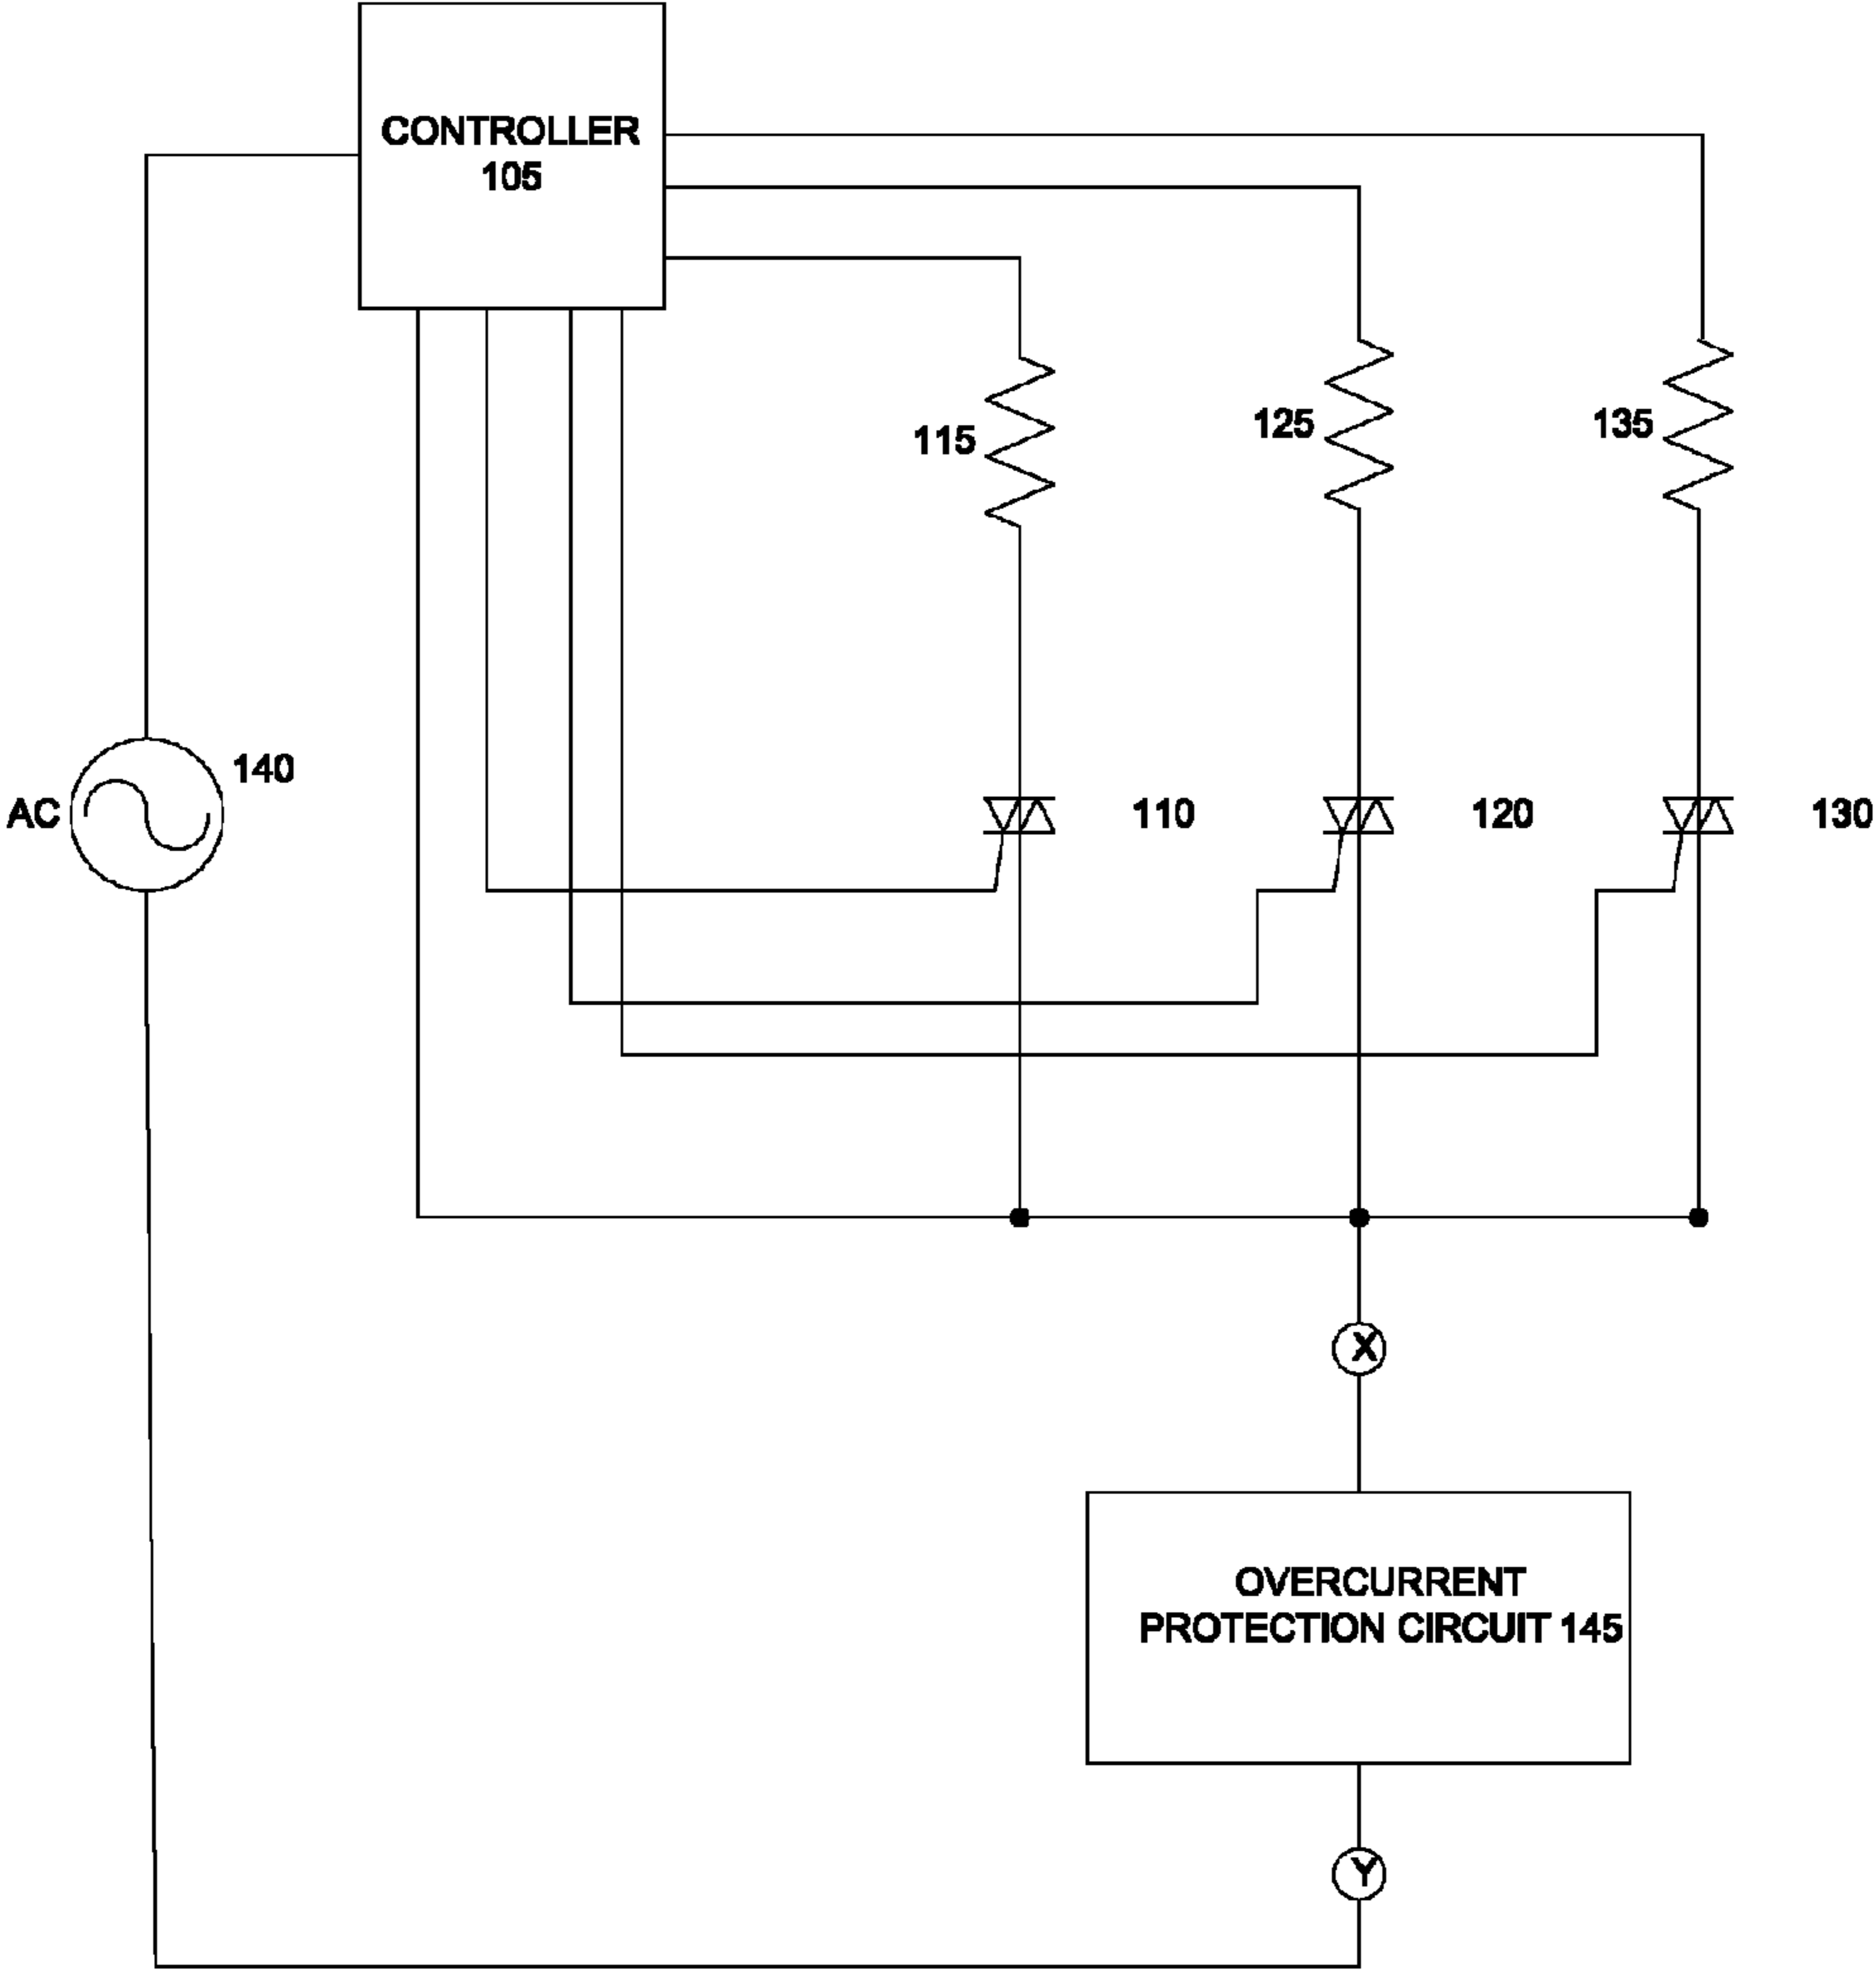 CONTROLLER
105
115
125
135
140
AC
110
120
130
X
OVERCURRENT
PROTECTION CIRCUIT 145
Y